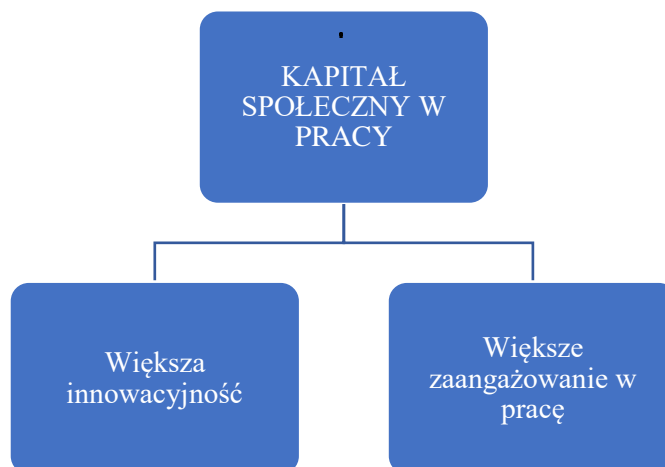 KAPITAŁ
SPOŁECZNY W
PRACY
Większa
innowacyjność
Większe
zaangażowanie w
pracę